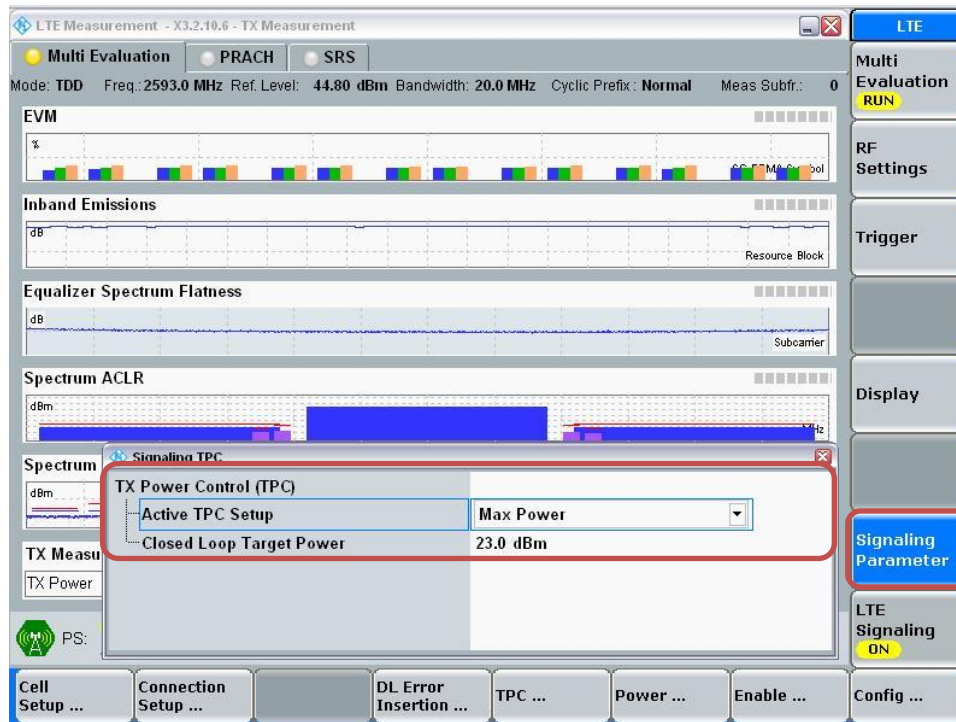 LTE Measurement - X3.2.10.6 - TX Measurement
LTE
Multi Evaluation PRACH SRS
Multi
Evaluation
RUN
Mode: TDD Freq.: 2593.0 MHz Ref. Level: 44.80 dBm Bandwidth: 20.0 MHz Cyclic Prefix : Normal Meas Subfr.: 0
EVM
%
RF
Settings
Inband Emissions
dB
Resource Block
Trigger
Equalizer Spectrum Flatness
dB
Subcarrier
Spectrum ACLR
dBm
Display
Spectrum
dBm
Signaling TPC
TX Power Control (TPC)
Active TPC Setup Max Power
Closed Loop Target Power 23.0 dBm
TX Measu
TX Power
Signaling
Parameter
PS:
LTE
Signaling
ON
Cell
Setup ...
Connection
Setup ...
DL Error
Insertion ...
TPC ...
Power ...
Enable ...
Config ...